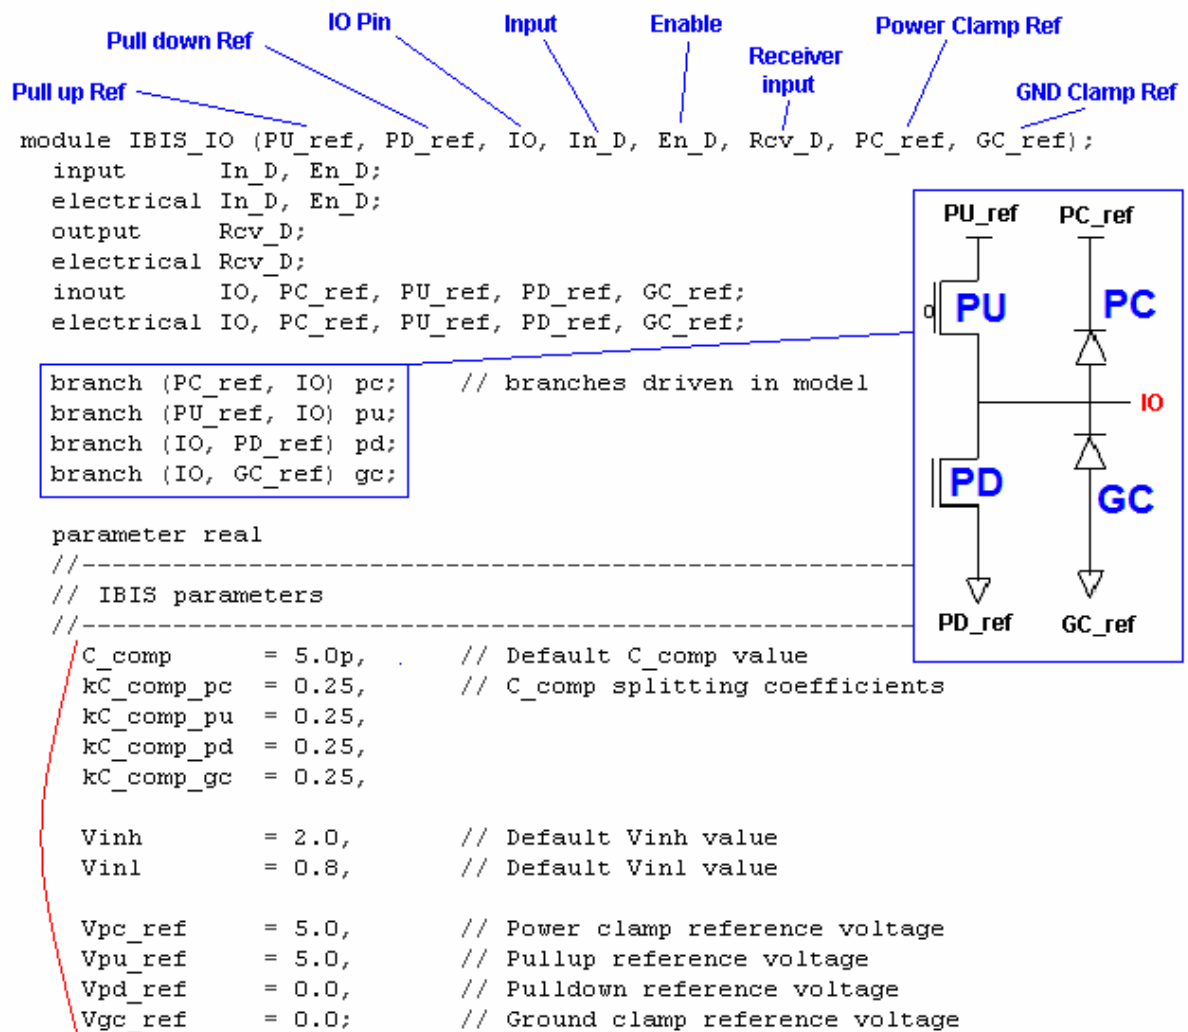 IO Pin Input Enable Power Clamp Ref
Pull down Ref
Receiver
input
Pull up Ref GND Clamp Ref
module IBIS_IO (PU_ref, PD_ref, IO, In_D, En_D, Rcv_D, PC_ref, GC_ref);
input In_D, En_D;
electrical In_D, En_D;
output Rcv_D;
electrical Rcv_D;
inout IO, PC_ref, PU_ref, PD_ref, GC_ref;
electrical IO, PC_ref, PU_ref, PD_ref, GC_ref;
branch (PC_ref, IO) pc; // branches driven in model
branch (PU_ref, IO) pu;
branch (IO, PD_ref) pd;
branch (IO, GC_ref) gc;
PU_ref PC_ref
PU PC
IO
PD GC
PD_ref GC_ref
parameter real
//-------------------------------------------------------
// IBIS parameters
//-------------------------------------------------------
C_comp = 5.0p, // Default C_comp value
kC_comp_pc = 0.25, // C_comp splitting coefficients
kC_comp_pu = 0.25,
kC_comp_pd = 0.25,
kC_comp_gc = 0.25,
Vinh = 2.0, // Default Vinh value
Vinl = 0.8, // Default Vinl value
Vpc_ref = 5.0, // Power clamp reference voltage
Vpu_ref = 5.0, // Pullup reference voltage
Vpd_ref = 0.0, // Pulldown reference voltage
Vgc_ref = 0.0; // Ground clamp reference voltage